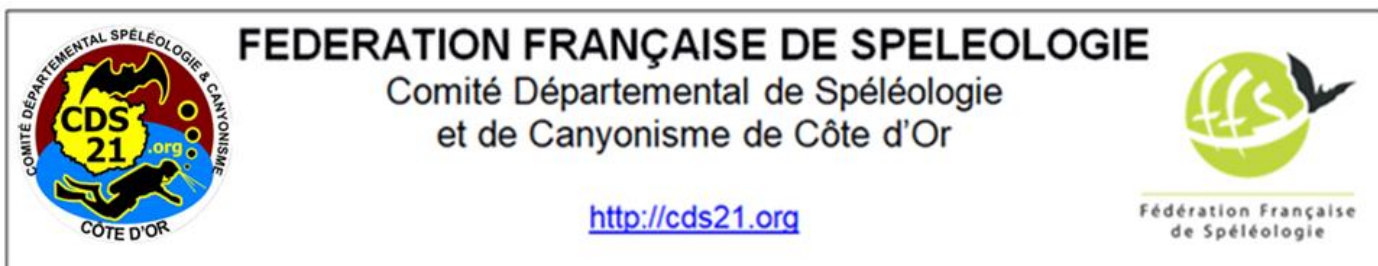 COMITÉ DÉPARTEMENTAL SPÉLÉOLOGIE & CANYONISME
CDS
21
.org
CÔTE D'OR
FEDERATION FRANÇAISE DE SPELEOLOGIE
Comité Départemental de Spéléologie
et de Canyonisme de Côte d'Or
http://cds21.org
ffs
Fédération Française
de Spéléologie